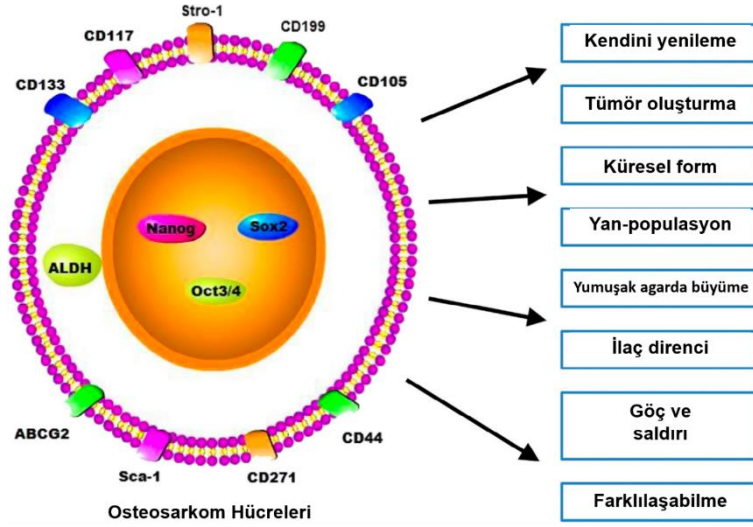 Stro-1
CD117
CD199
CD133
CD105
Nanog
Sox2
ALDH
Oct3/4
ABCG2
CD44
Sca-1
CD271
Osteosarkom Hücreleri
Kendini yenileme
Tümör oluşturma
Küresel form
Yan-populasyon
Yumuşak agarda büyüme
İlaç direnci
Göç ve
saldırı
Farklılaşabilme